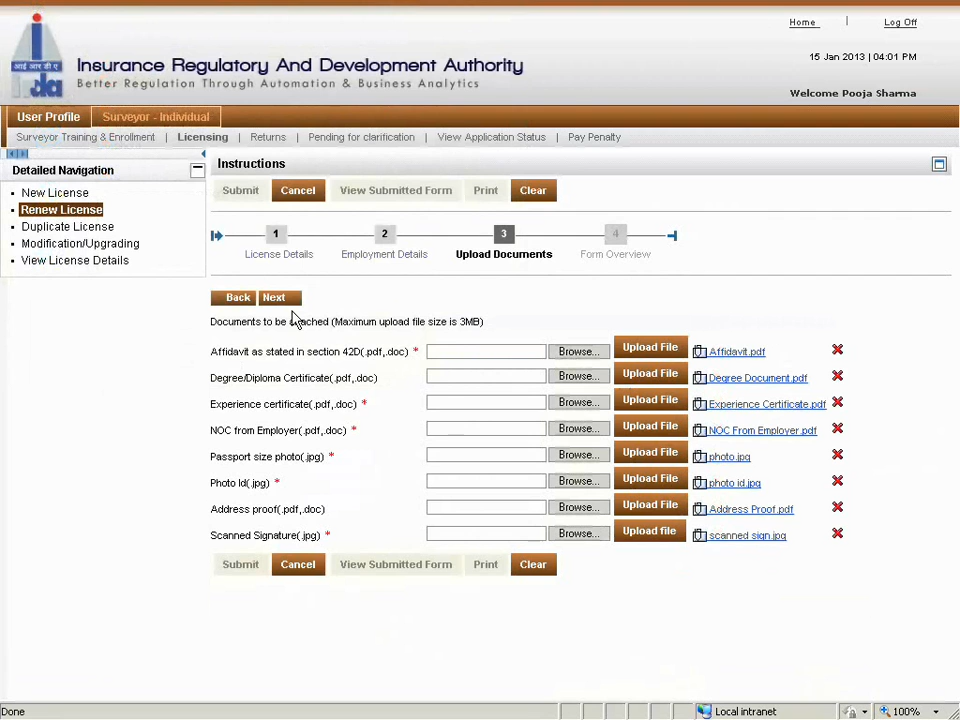 Home | Log Off
आई आर डी ए
irda
Insurance Regulatory And Development Authority
Better Regulation Through Automation & Business Analytics
15 Jan 2013 | 04:01 PM
Welcome Pooja Sharma
User Profile Surveyor - Individual
Surveyor Training & Enrollment Licensing Returns Pending for clarification View Application Status Pay Penalty
Detailed Navigation
New License
Renew License
Duplicate License
Modification/Upgrading
View License Details
Instructions
Submit Cancel View Submitted Form Print Clear
1 2 3 4
License Details Employment Details Upload Documents Form Overview
Back Next
Documents to be attached (Maximum upload file size is 3MB)
Affidavit as stated in section 42D(.pdf,.doc) * Browse... Upload File Affidavit.pdf
Degree/Diploma Certificate(.pdf,.doc) Browse... Upload File Degree Document.pdf
Experience certificate(.pdf,.doc) * Browse... Upload File Experience Certificate.pdf
NOC from Employer(.pdf,.doc) * Browse... Upload File NOC From Employer.pdf
Passport size photo(.jpg) * Browse... Upload File photo.jpg
Photo Id(.jpg) * Browse... Upload File photo id.jpg
Address proof(.pdf,.doc) Browse... Upload File Address Proof.pdf
Scanned Signature(.jpg) * Browse... Upload file scanned sign.jpg
Submit Cancel View Submitted Form Print Clear
Done Local intranet 100%